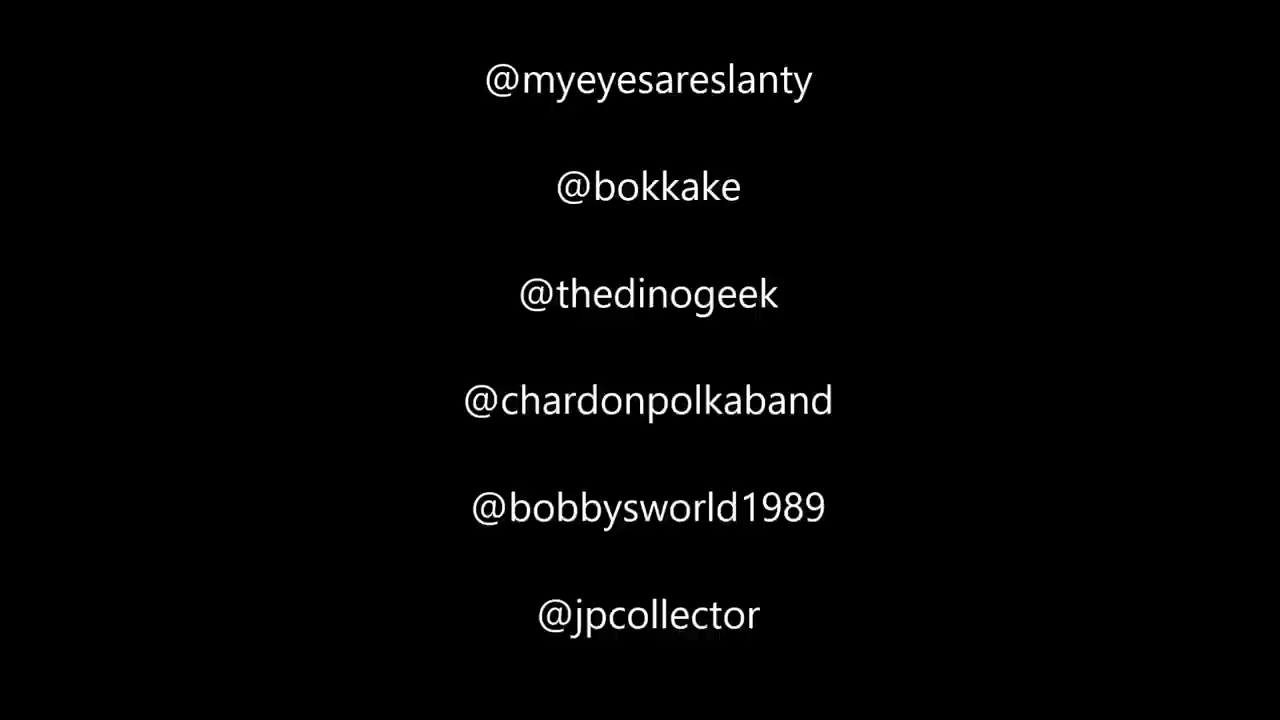 @myeyesareslanty
@bokkake
@thedinogeek
@chardonpolkaband
@bobbysworld1989
@jpcollector